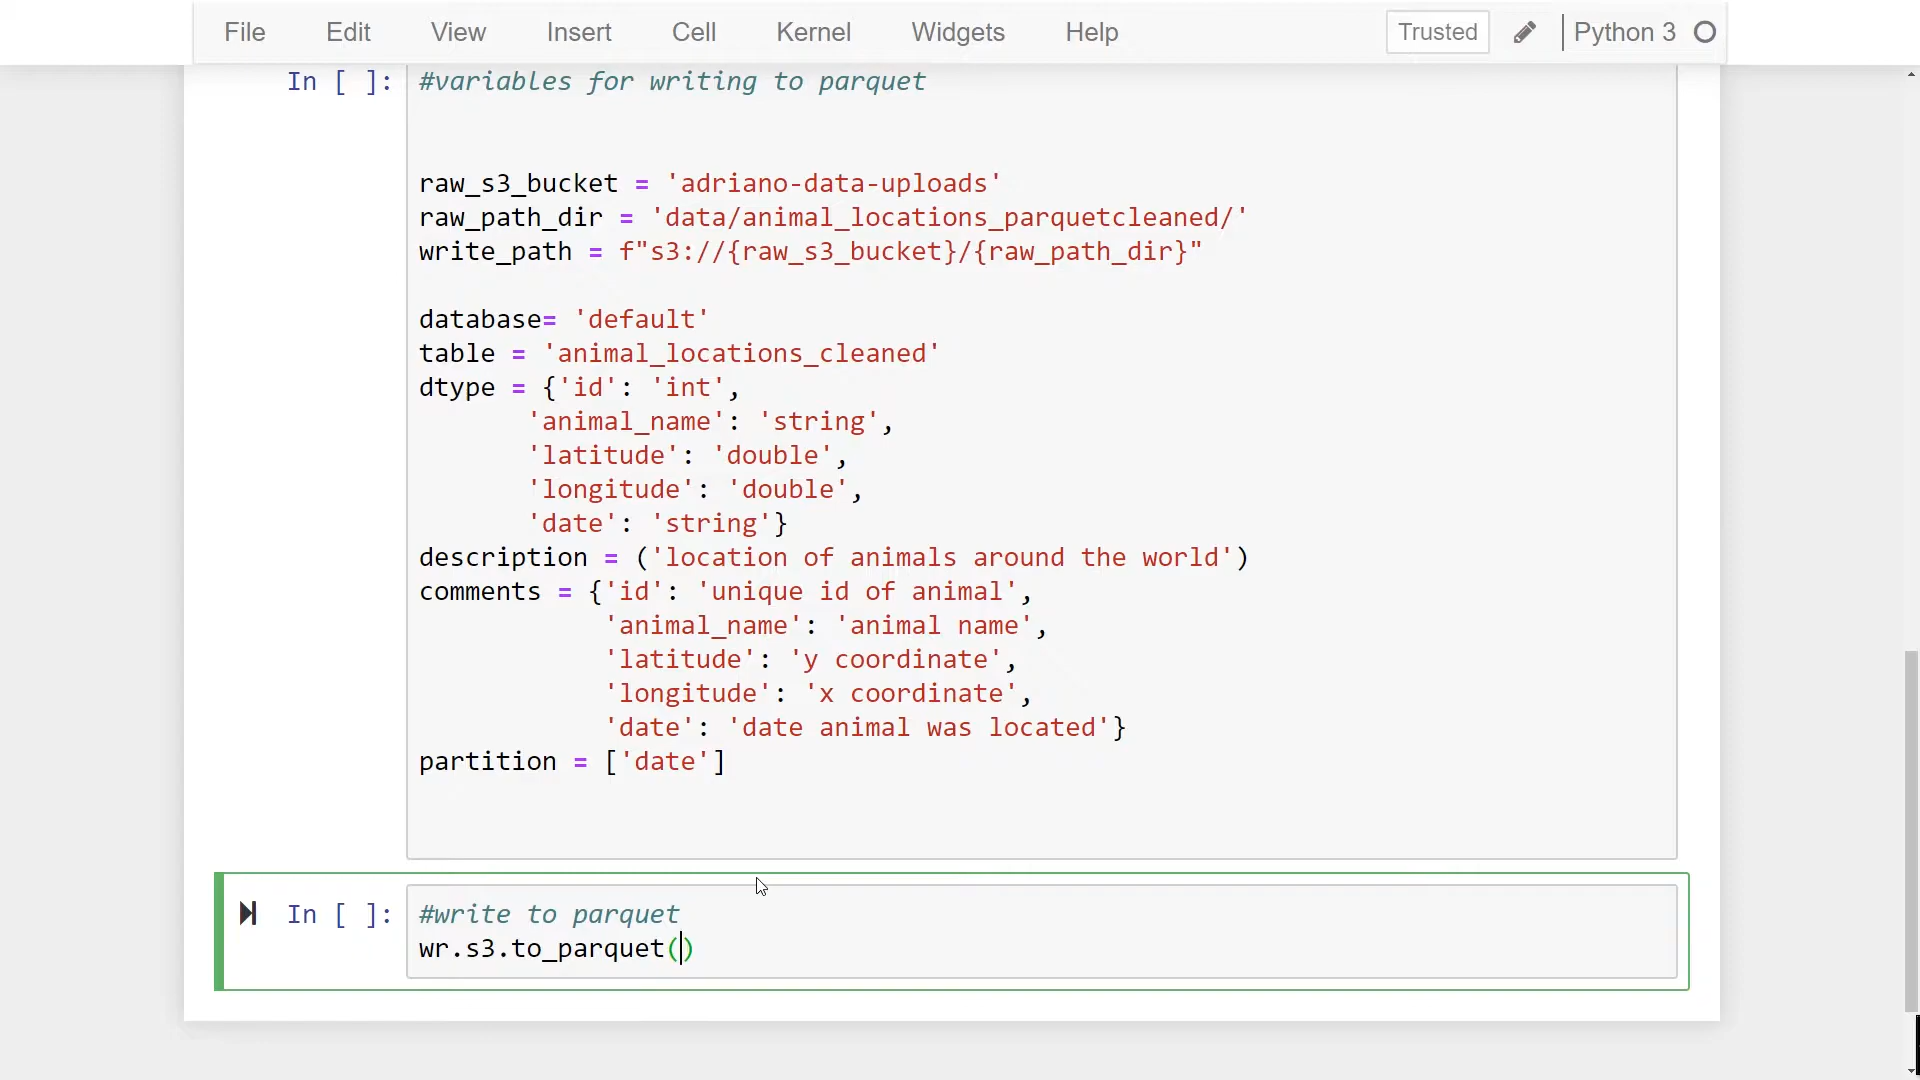 File Edit View Insert Cell Kernel Widgets Help Trusted Python 3
In [ ]: #variables for writing to parquet
raw_s3_bucket = 'adriano-data-uploads'
raw_path_dir = 'data/animal_locations_parquetcleaned/'
write_path = f"s3://{raw_s3_bucket}/{raw_path_dir}"
database= 'default'
table = 'animal_locations_cleaned'
dtype = {'id': 'int',
'animal_name': 'string',
'latitude': 'double',
'longitude': 'double',
'date': 'string'}
description = ('location of animals around the world')
comments = {'id': 'unique id of animal',
'animal_name': 'animal name',
'latitude': 'y coordinate',
'longitude': 'x coordinate',
'date': 'date animal was located'}
partition = ['date']
In [ ]: #write to parquet
wr.s3.to_parquet()